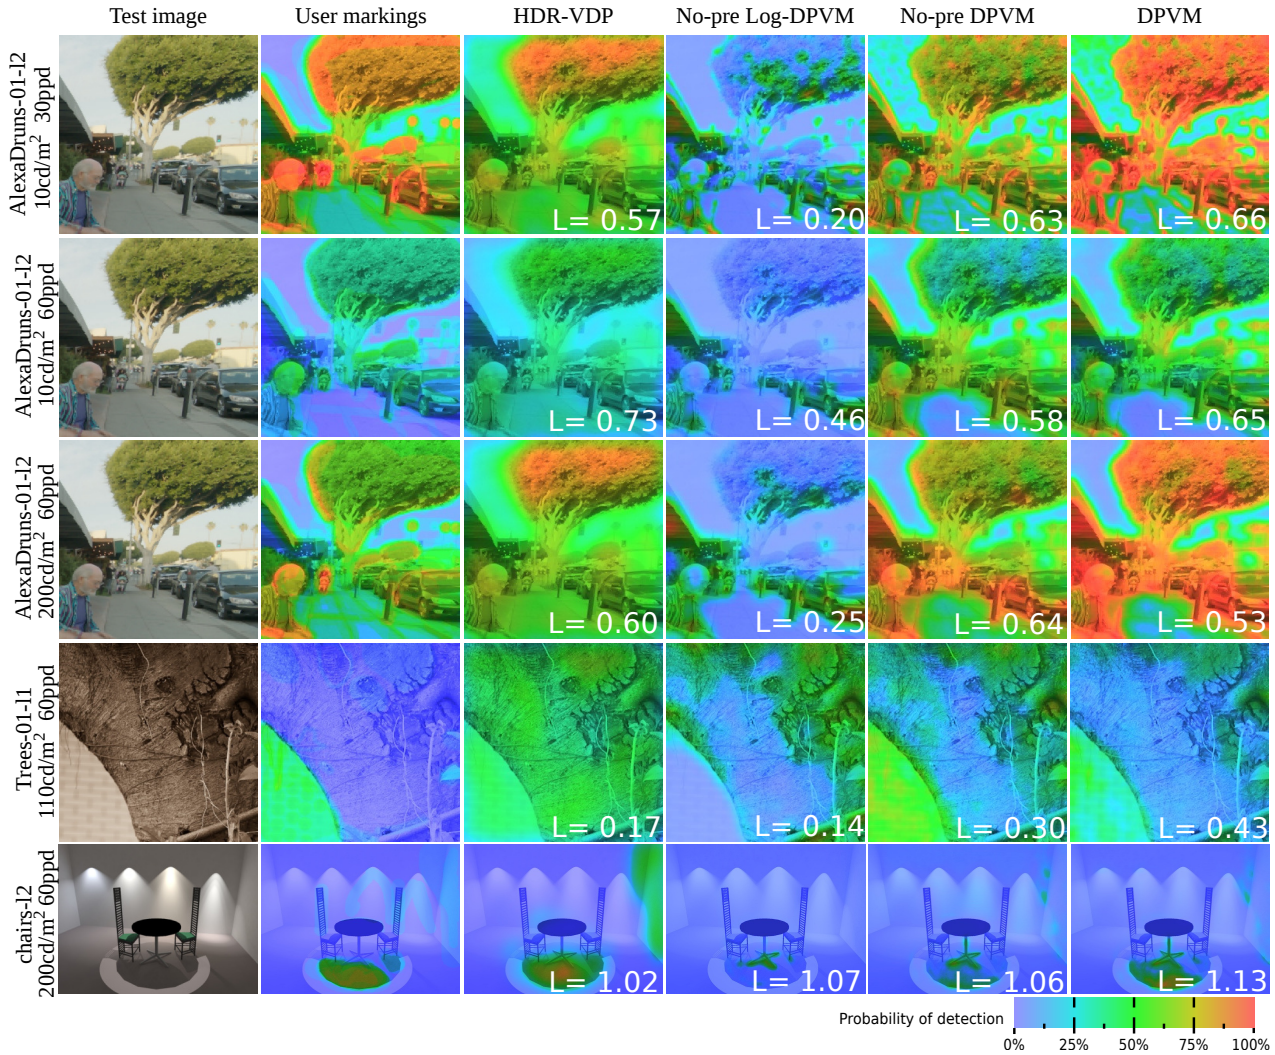 Test image User markings HDR-VDP No-pre Log-DPVM No-pre DPVM DPVM
AlexaDruns-01-l2
10cd/m² 30ppd
L= 0.57 L= 0.20 L= 0.63 L= 0.66
AlexaDruns-01-l2
10cd/m² 60ppd
L= 0.73 L= 0.46 L= 0.58 L= 0.65
AlexaDruns-01-l2
200cd/m² 60ppd
L= 0.60 L= 0.25 L= 0.64 L= 0.53
Trees-01-l1
110cd/m² 60ppd
L= 0.17 L= 0.14 L= 0.30 L= 0.43
chairs-l2
200cd/m² 60ppd
L= 1.02 L= 1.07 L= 1.06 L= 1.13
Probability of detection
0% 25% 50% 75% 100%